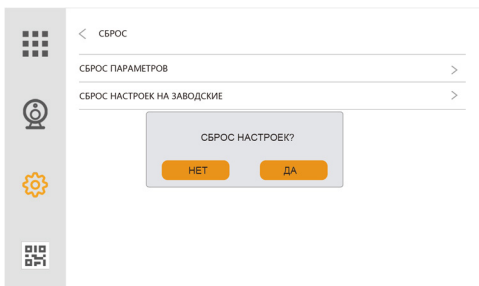 СБРОС
СБРОС ПАРАМЕТРОВ
СБРОС НАСТРОЕК НА ЗАВОДСКИЕ
СБРОС НАСТРОЕК?
НЕТ ДА